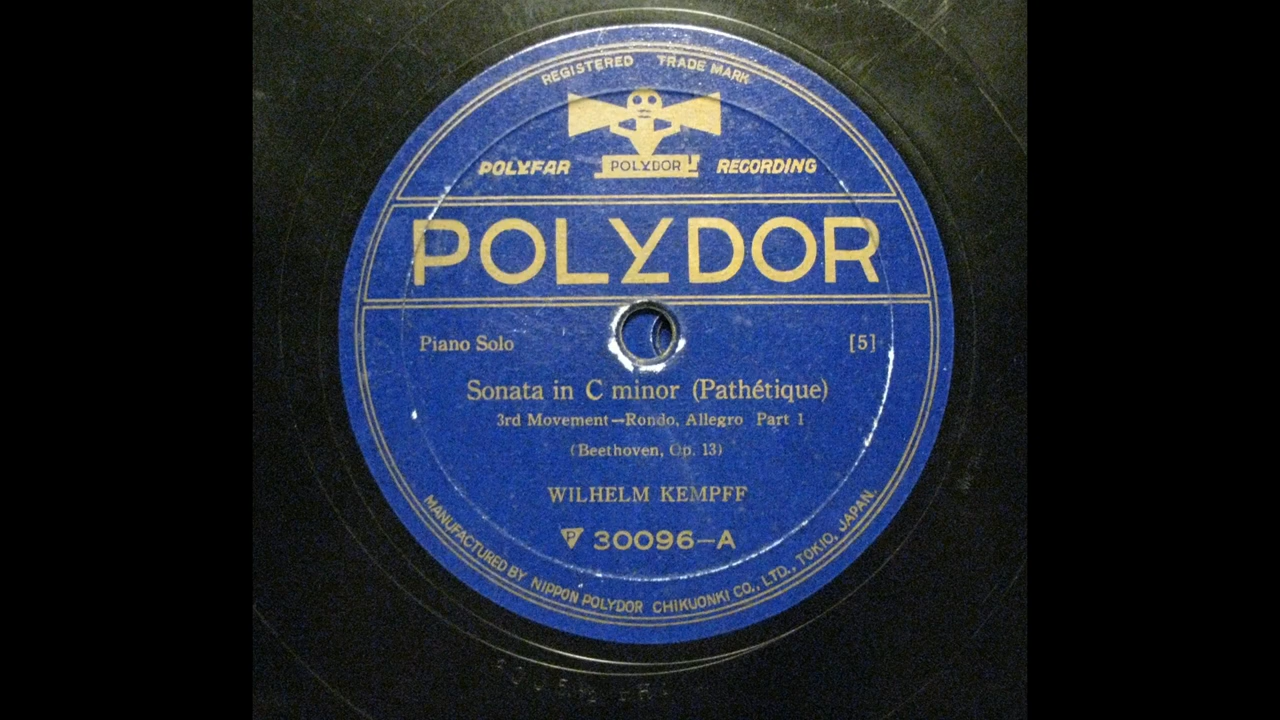 REGISTERED TRADE MARK
POLYFAR POLYDOR RECORDING
POLYDOR
Piano Solo [5]
Sonata in C minor (Pathétique)
3rd Movement—Rondo, Allegro Part 1
(Beethoven, Op. 13)
WILHELM KEMPFF
P 30096-A
MANUFACTURED BY NIPPON POLYDOR CHIKUONKI CO., LTD., TOKIO, JAPAN.